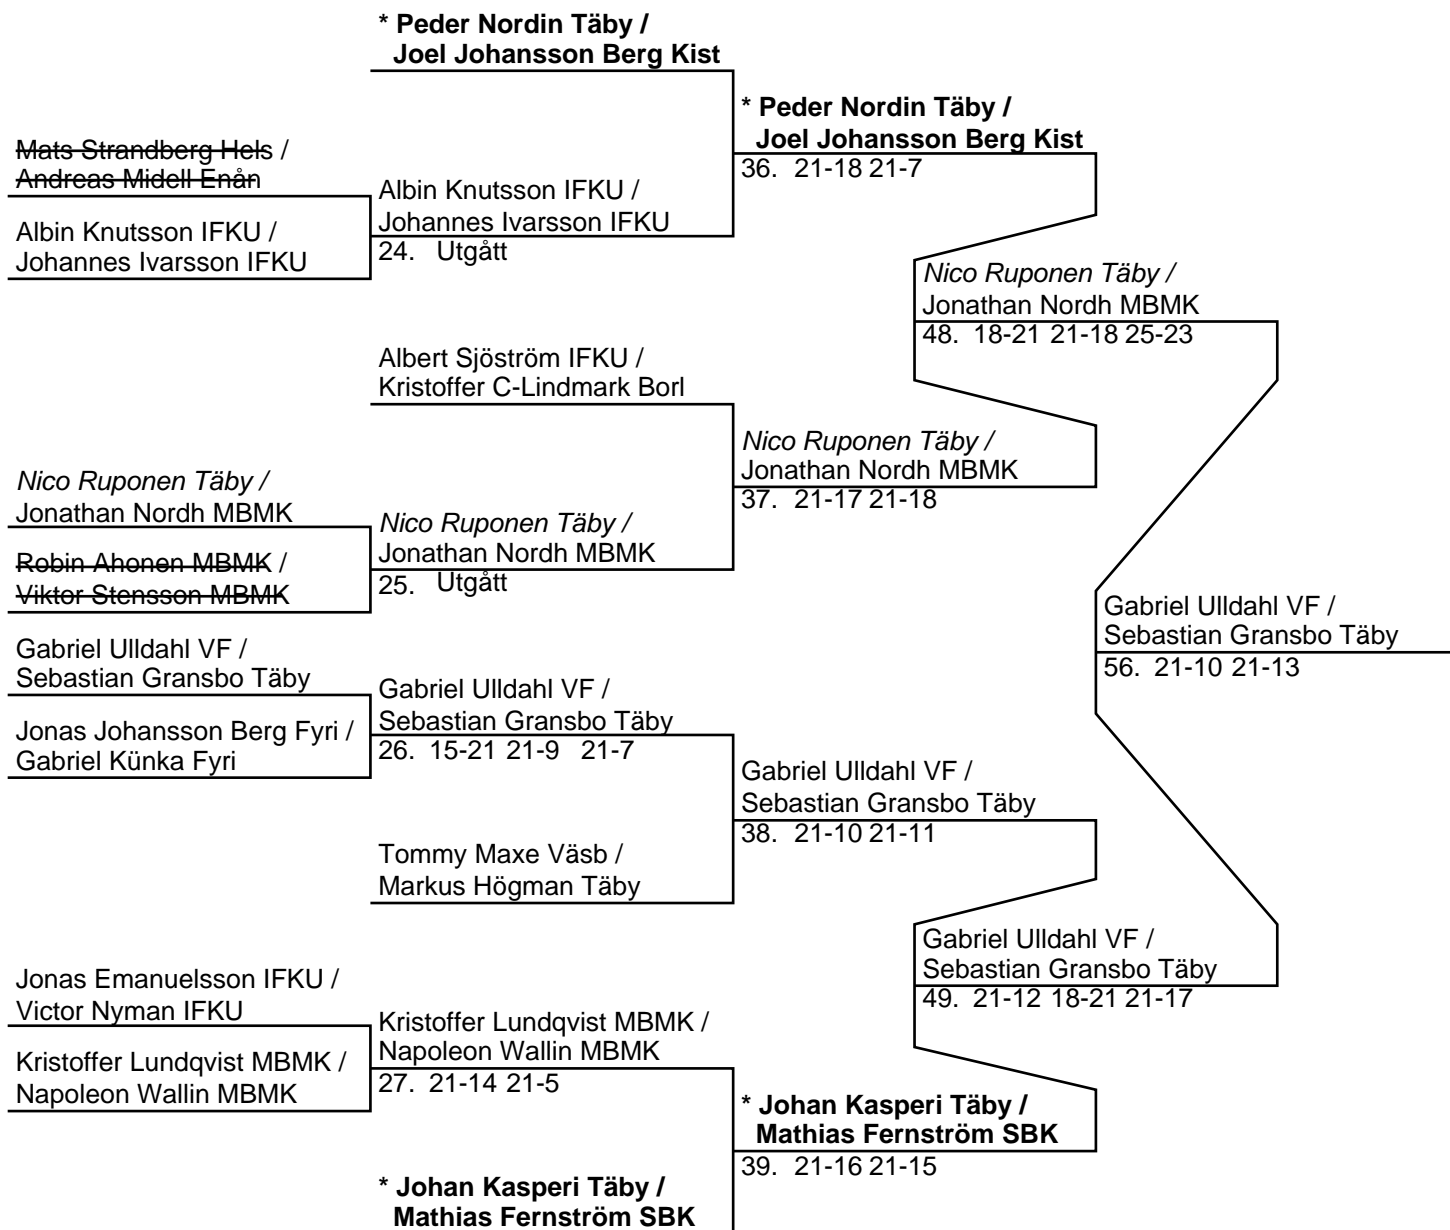 * Peder Nordin Täby /
Joel Johansson Berg Kist
* Peder Nordin Täby /
Joel Johansson Berg Kist
36. 21-18 21-7
Mats Strandberg Hels /
Andreas Midell Enån
Albin Knutsson IFKU /
Johannes Ivarsson IFKU
24. Utgått
Albin Knutsson IFKU /
Johannes Ivarsson IFKU
Nico Ruponen Täby /
Jonathan Nordh MBMK
48. 18-21 21-18 25-23
Albert Sjöström IFKU /
Kristoffer C-Lindmark Borl
Nico Ruponen Täby /
Jonathan Nordh MBMK
37. 21-17 21-18
Nico Ruponen Täby /
Jonathan Nordh MBMK
Nico Ruponen Täby /
Jonathan Nordh MBMK
25. Utgått
Robin Ahonen MBMK /
Viktor Stensson MBMK
Gabriel Ulldahl VF /
Sebastian Gransbo Täby
56. 21-10 21-13
Gabriel Ulldahl VF /
Sebastian Gransbo Täby
Gabriel Ulldahl VF /
Sebastian Gransbo Täby
26. 15-21 21-9 21-7
Jonas Johansson Berg Fyri /
Gabriel Künka Fyri
Gabriel Ulldahl VF /
Sebastian Gransbo Täby
38. 21-10 21-11
Tommy Maxe Väsb /
Markus Högman Täby
Gabriel Ulldahl VF /
Sebastian Gransbo Täby
49. 21-12 18-21 21-17
Jonas Emanuelsson IFKU /
Victor Nyman IFKU
Kristoffer Lundqvist MBMK /
Napoleon Wallin MBMK
27. 21-14 21-5
Kristoffer Lundqvist MBMK /
Napoleon Wallin MBMK
* Johan Kasperi Täby /
Mathias Fernström SBK
39. 21-16 21-15
* Johan Kasperi Täby /
Mathias Fernström SBK